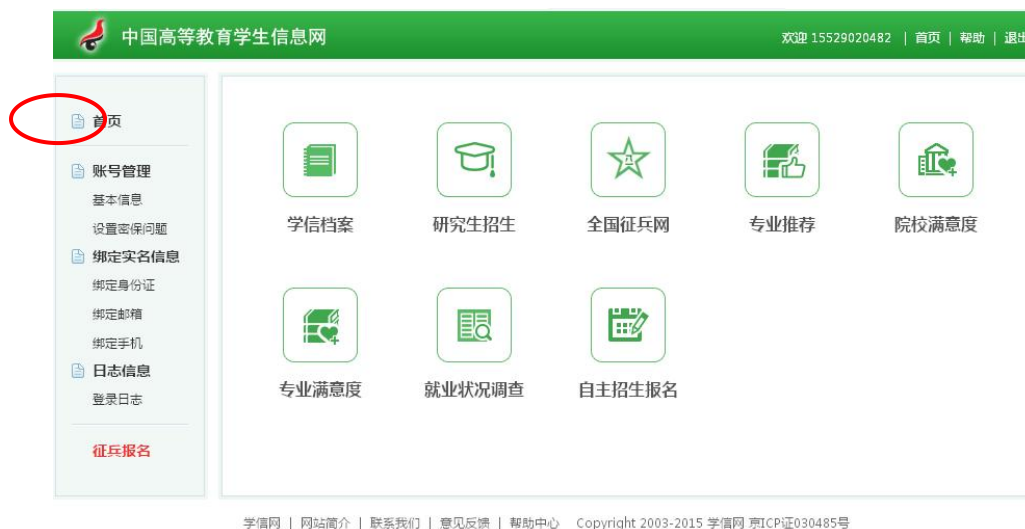 中国高等教育学生信息网
欢迎 15529020482 | 首页 | 帮助 | 退出
首页
账号管理
基本信息
设置密保问题
绑定实名信息
绑定身份证
绑定邮箱
绑定手机
日志信息
登录日志
征兵报名
学信档案 研究生招生 全国征兵网 专业推荐 院校满意度
专业满意度 就业状况调查 自主招生报名
学信网 | 网站简介 | 联系我们 | 意见反馈 | 帮助中心 Copyright 2003-2015 学信网 京ICP证030485号